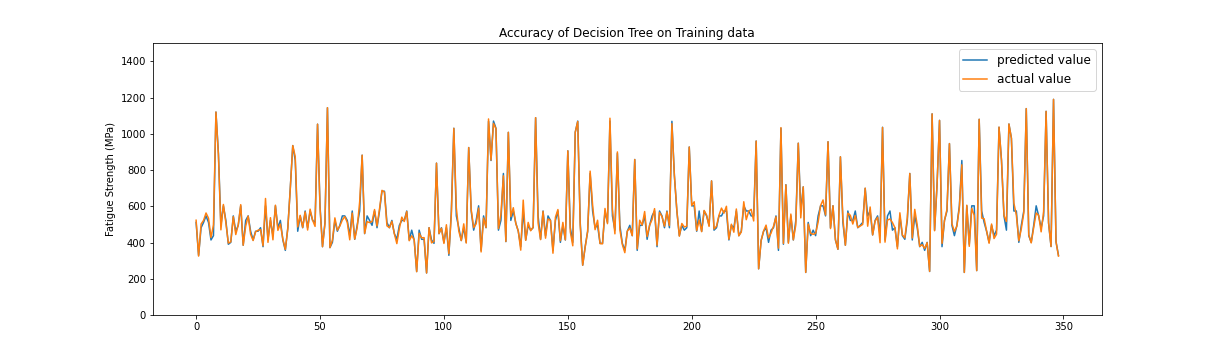 Accuracy of Decision Tree on Training data
predicted value
actual value
Fatigue Strength (MPa)
1400
1200
1000
800
600
400
200
0
0 50 100 150 200 250 300 350